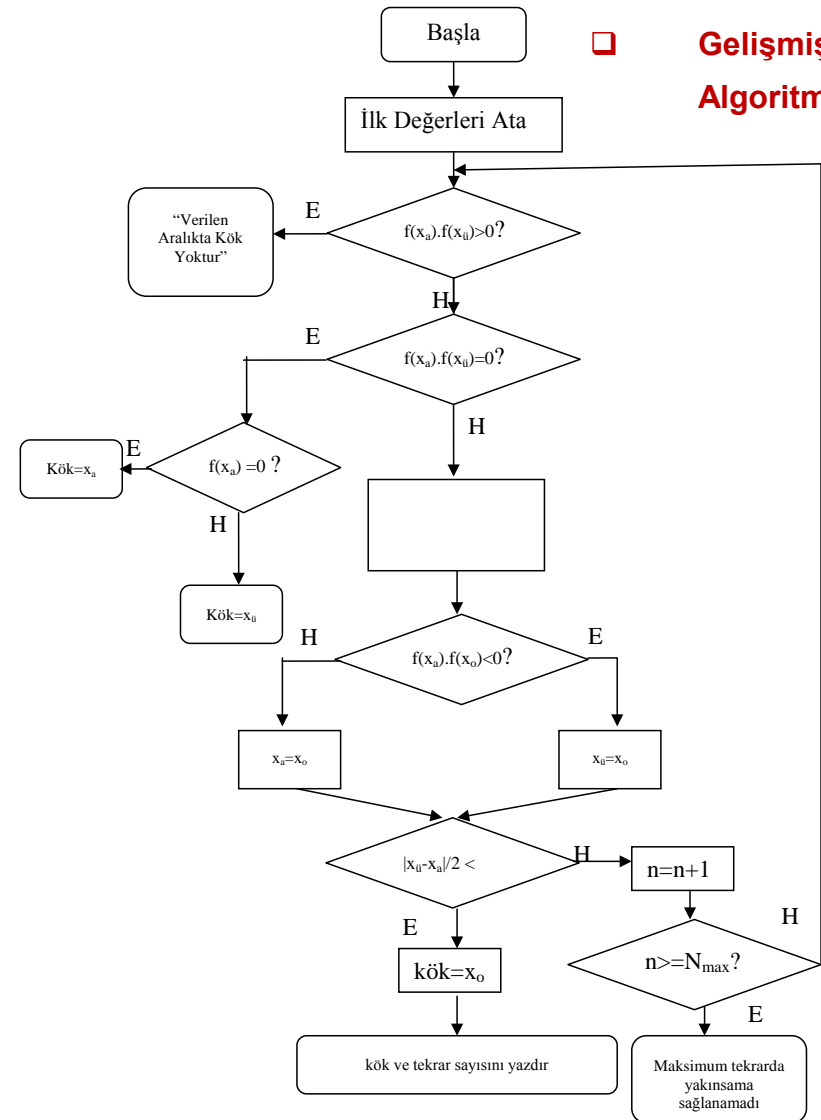 Başla
❑ Gelişmiş
Algoritm
İlk Değerleri Ata
E
“Verilen
Aralıkta Kök
Yoktur”
f(xₐ).f(xü)>0?
H
E
f(xₐ).f(xü)=0?
H
E
Kök=xₐ
f(xₐ) =0 ?
H
Kök=xü
H
E
f(xₐ).f(xₒ)<0?
xₐ=xₒ
xü=xₒ
|xü-xₐ|/2 <
H
n=n+1
E
H
kök=xₒ
n>=Nmax?
E
kök ve tekrar sayısını yazdır
Maksimum tekrarda
yakınsama
sağlanamadı